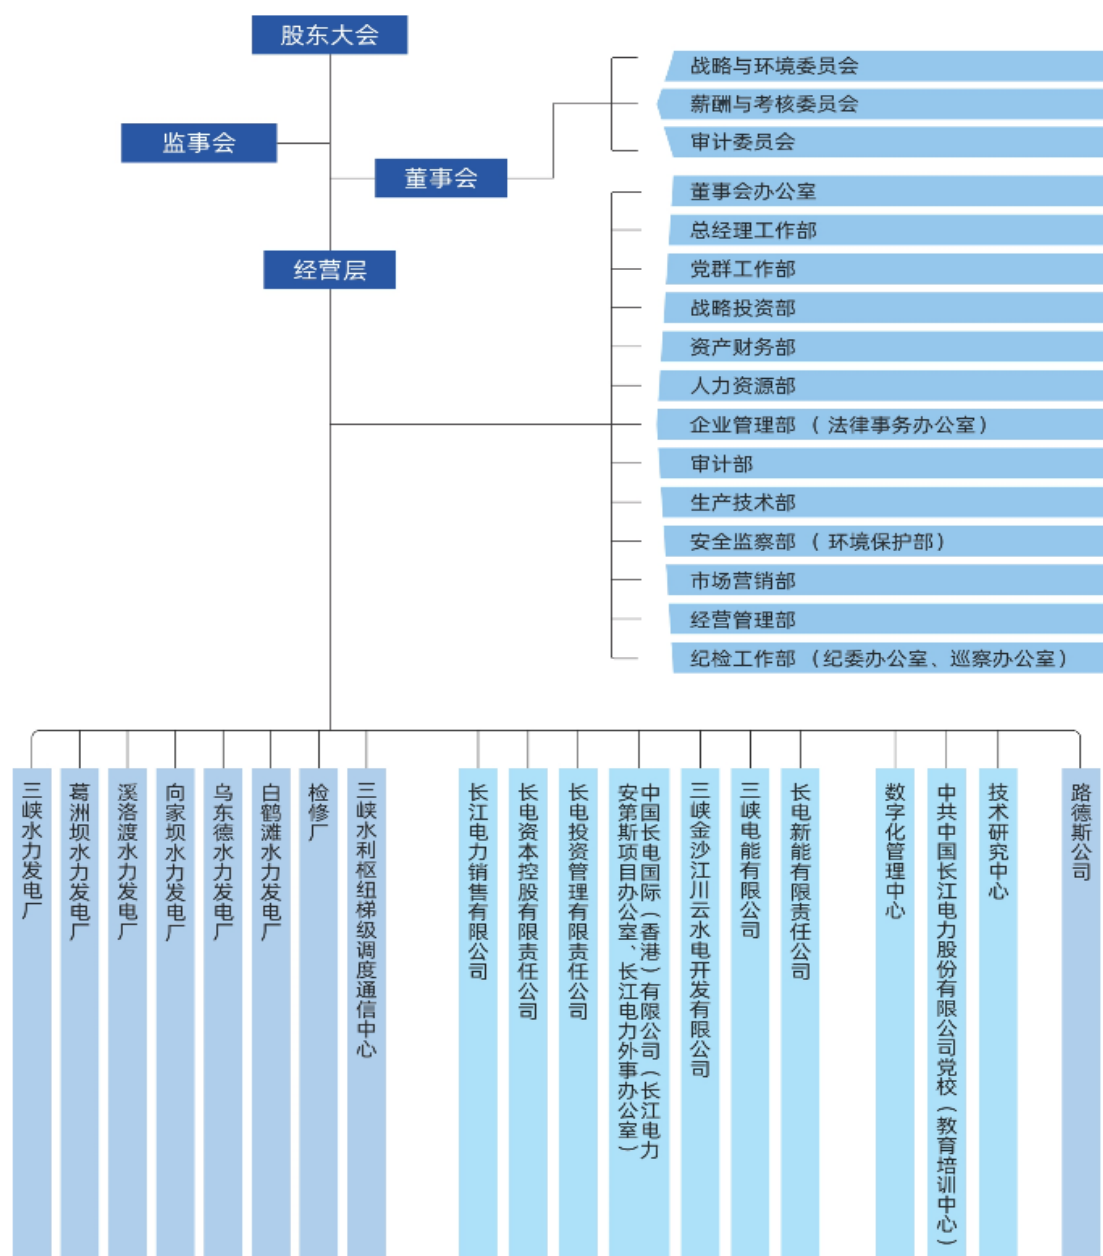 股东大会
监事会
董事会
经营层
战略与环境委员会
薪酬与考核委员会
审计委员会
董事会办公室
总经理工作部
党群工作部
战略投资部
资产财务部
人力资源部
企业管理部 ( 法律事务办公室 )
审计部
生产技术部
安全监察部 ( 环境保护部 )
市场营销部
经营管理部
纪检工作部 (纪委办公室、巡察办公室 )
三峡水力发电厂
葛洲坝水力发电厂
溪洛渡水力发电厂
向家坝水力发电厂
乌东德水力发电厂
白鹤滩水力发电厂
检修厂
三峡水利枢纽梯级调度通信中心
长江电力销售有限公司
长电资本控股有限责任公司
长电投资管理有限责任公司
中国长电国际（香港）有限公司（长江电力
安第斯项目办公室、长江电力外事办公室）
三峡金沙江川云水电开发有限公司
三峡电能有限公司
长电新能有限责任公司
数字化管理中心
中共中国长江电力股份有限公司党校（教育培训中心）
技术研究中心
路德斯公司